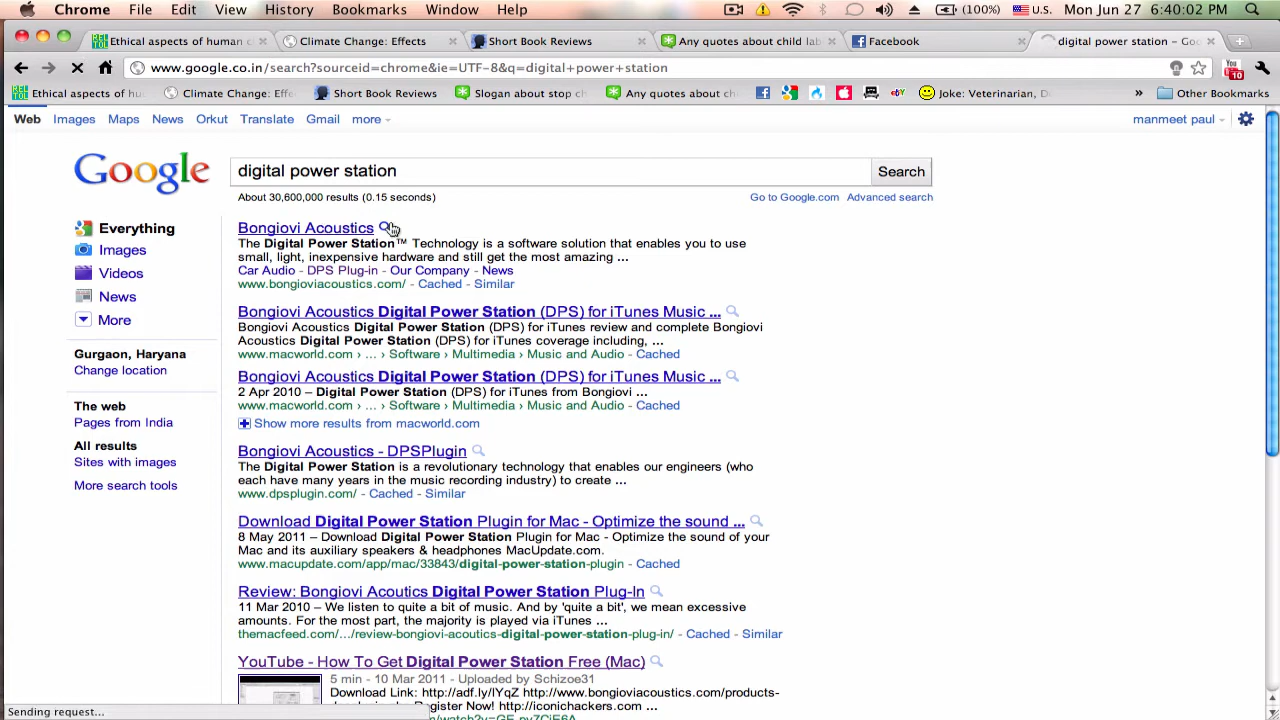 Chrome File Edit View History Bookmarks Window Help (100%) U.S. Mon Jun 27 6:40:02 PM
Ethical aspects of human cl Climate Change: Effects Short Book Reviews Any quotes about child lab Facebook digital power station – Goo
www.google.co.in/search?sourceid=chrome&ie=UTF-8&q=digital+power+station You 10
Ethical aspects of hu Climate Change: Effe Short Book Reviews Slogan about stop c Any quotes about ch ebY Joke: Veterinarian, D » Other Bookmarks
Web Images Maps News Orkut Translate Gmail more manmeet paul
Google digital power station Search
About 30,600,000 results (0.15 seconds) Go to Google.com Advanced search
Everything
Images
Videos
News
More
Gurgaon, Haryana
Change location
The web
Pages from India
All results
Sites with images
More search tools
Bongiovi Acoustics
The Digital Power Station™ Technology is a software solution that enables you to use
small, light, inexpensive hardware and still get the most amazing ...
Car Audio - DPS Plug-in - Our Company - News
www.bongioviacoustics.com/ - Cached - Similar
Bongiovi Acoustics Digital Power Station (DPS) for iTunes Music ...
Bongiovi Acoustics Digital Power Station (DPS) for iTunes review and complete Bongiovi
Acoustics Digital Power Station (DPS) for iTunes coverage including, ...
www.macworld.com › ... › Software › Multimedia › Music and Audio - Cached
Bongiovi Acoustics Digital Power Station (DPS) for iTunes Music ...
2 Apr 2010 – Digital Power Station (DPS) for iTunes from Bongiovi ...
www.macworld.com › ... › Software › Multimedia › Music and Audio - Cached
Show more results from macworld.com
Bongiovi Acoustics - DPSPlugin
The Digital Power Station is a revolutionary technology that enables our engineers (who
each have many years in the music recording industry) to create ...
www.dpsplugin.com/ - Cached - Similar
Download Digital Power Station Plugin for Mac - Optimize the sound ...
8 May 2011 – Download Digital Power Station Plugin for Mac - Optimize the sound of your
Mac and its auxiliary speakers & headphones MacUpdate.com.
www.macupdate.com/app/mac/33843/digital-power-station-plugin - Cached
Review: Bongiovi Acoutics Digital Power Station Plug-In
11 Mar 2010 – We listen to quite a bit of music. And by 'quite a bit', we mean excessive
amounts. For the most part, the majority is played via iTunes ...
themacfeed.com/.../review-bongiovi-acoutics-digital-power-station-plug-in/ - Cached - Similar
YouTube - How To Get Digital Power Station Free (Mac)
5 min - 10 Mar 2011 - Uploaded by Schizoe31
Download Link: http://adf.ly/lYqZ http://www.bongioviacoustics.com/products-
Register Now! http://iconichackers.com ...
Sending request...